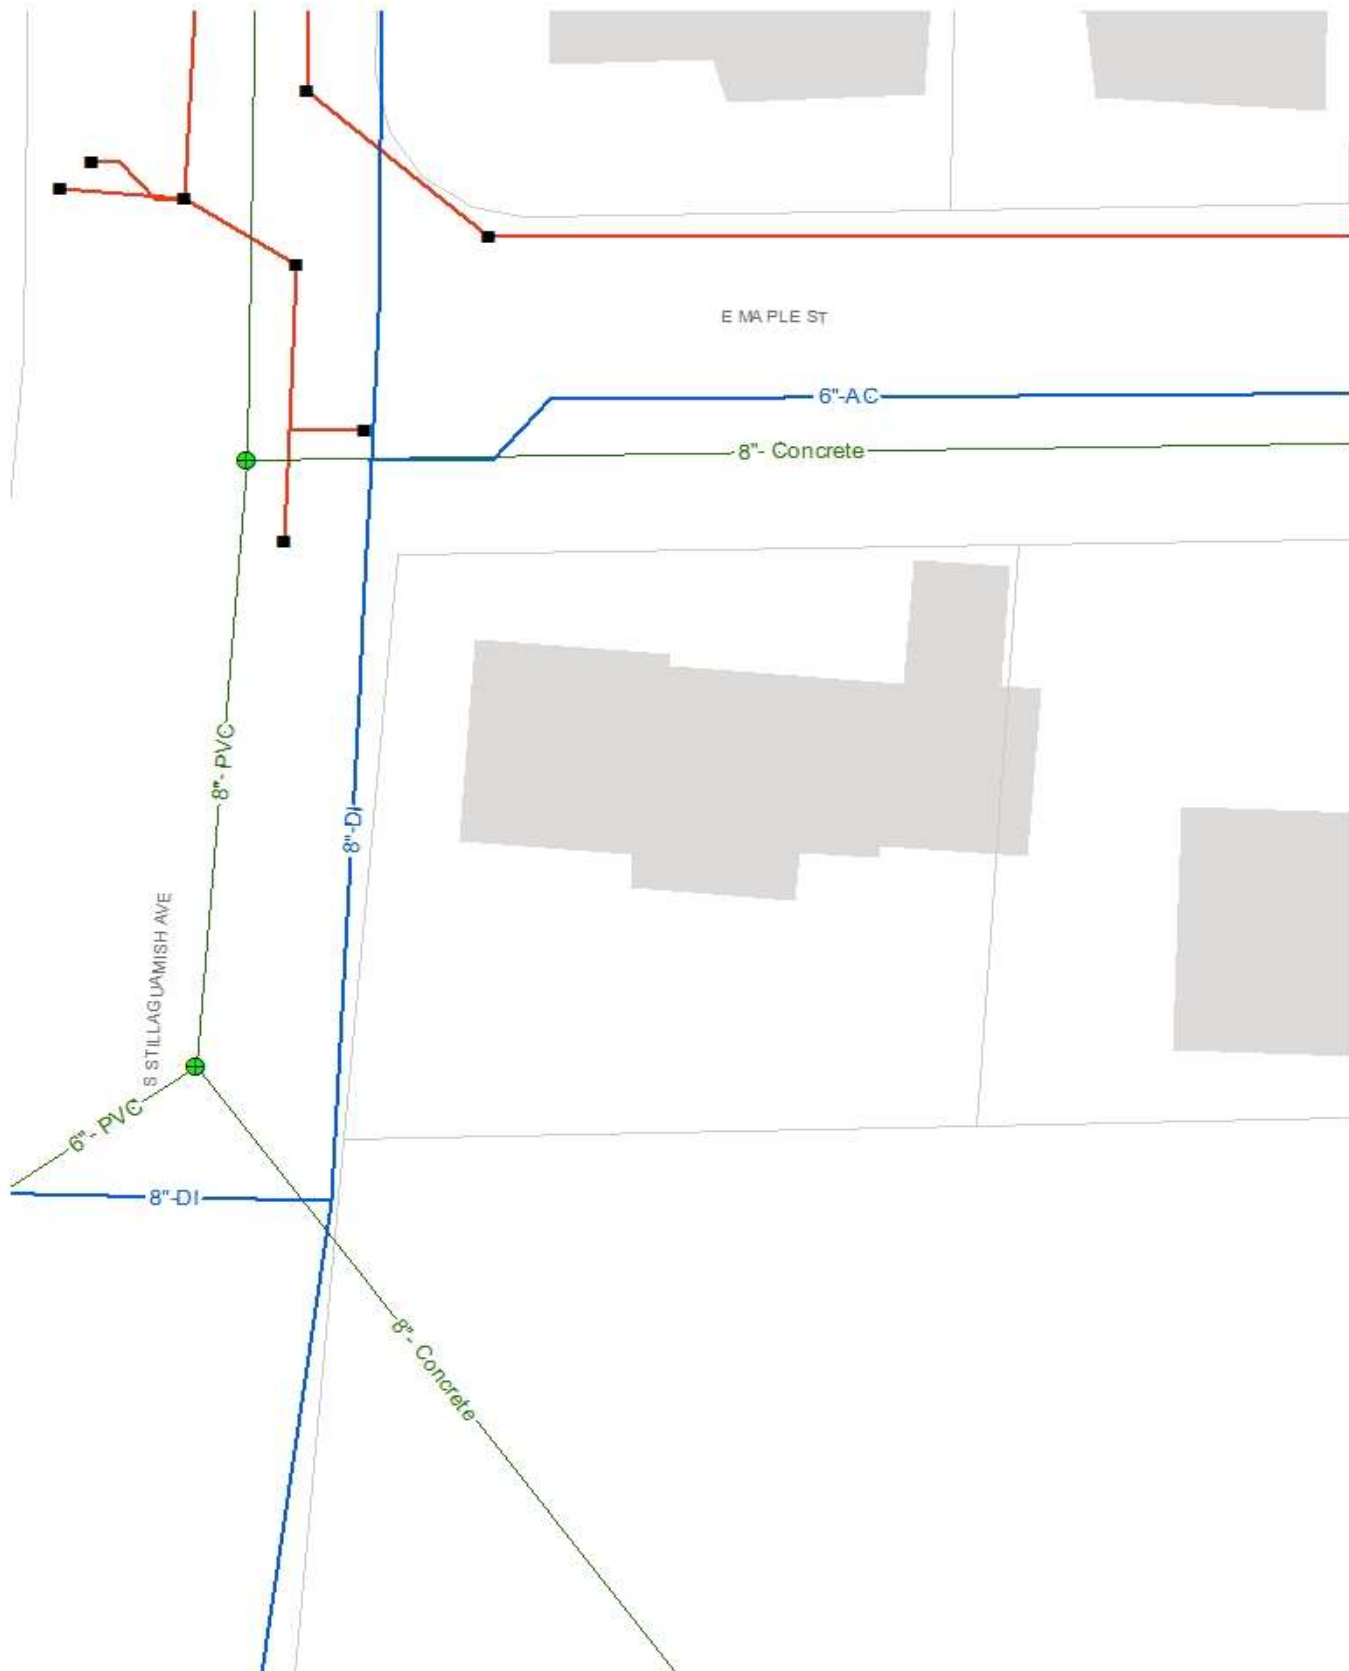 E MAPLE ST
6"-AC
8"- Concrete
8"- PVC
8"-DI
S STILLAGUAMISH AVE
6"- PVC
8"-DI
8"- Concrete